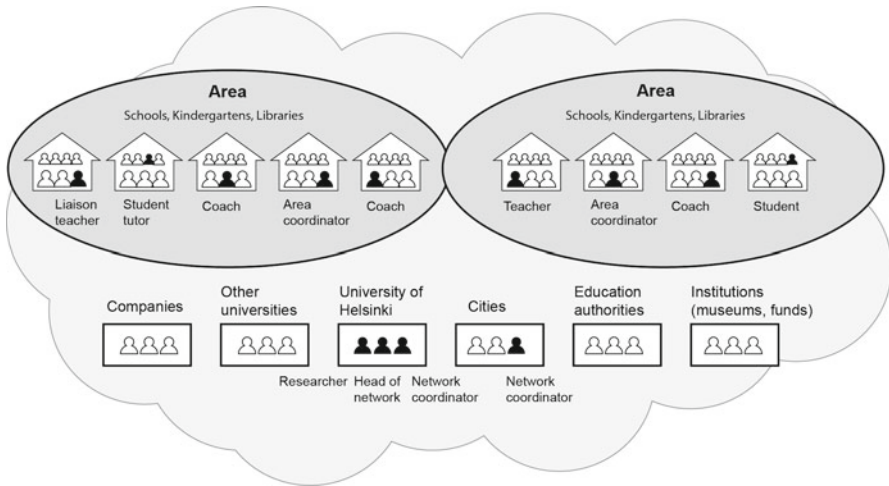 Area
Schools, Kindergartens, Libraries
Liaison
teacher
Student
tutor
Coach
Area
coordinator
Coach
Area
Schools, Kindergartens, Libraries
Teacher
Area
coordinator
Coach
Student
Companies
Other
universities
University of
Helsinki
Cities
Education
authorities
Institutions
(museums, funds)
Researcher
Head of
network
Network
coordinator
Network
coordinator